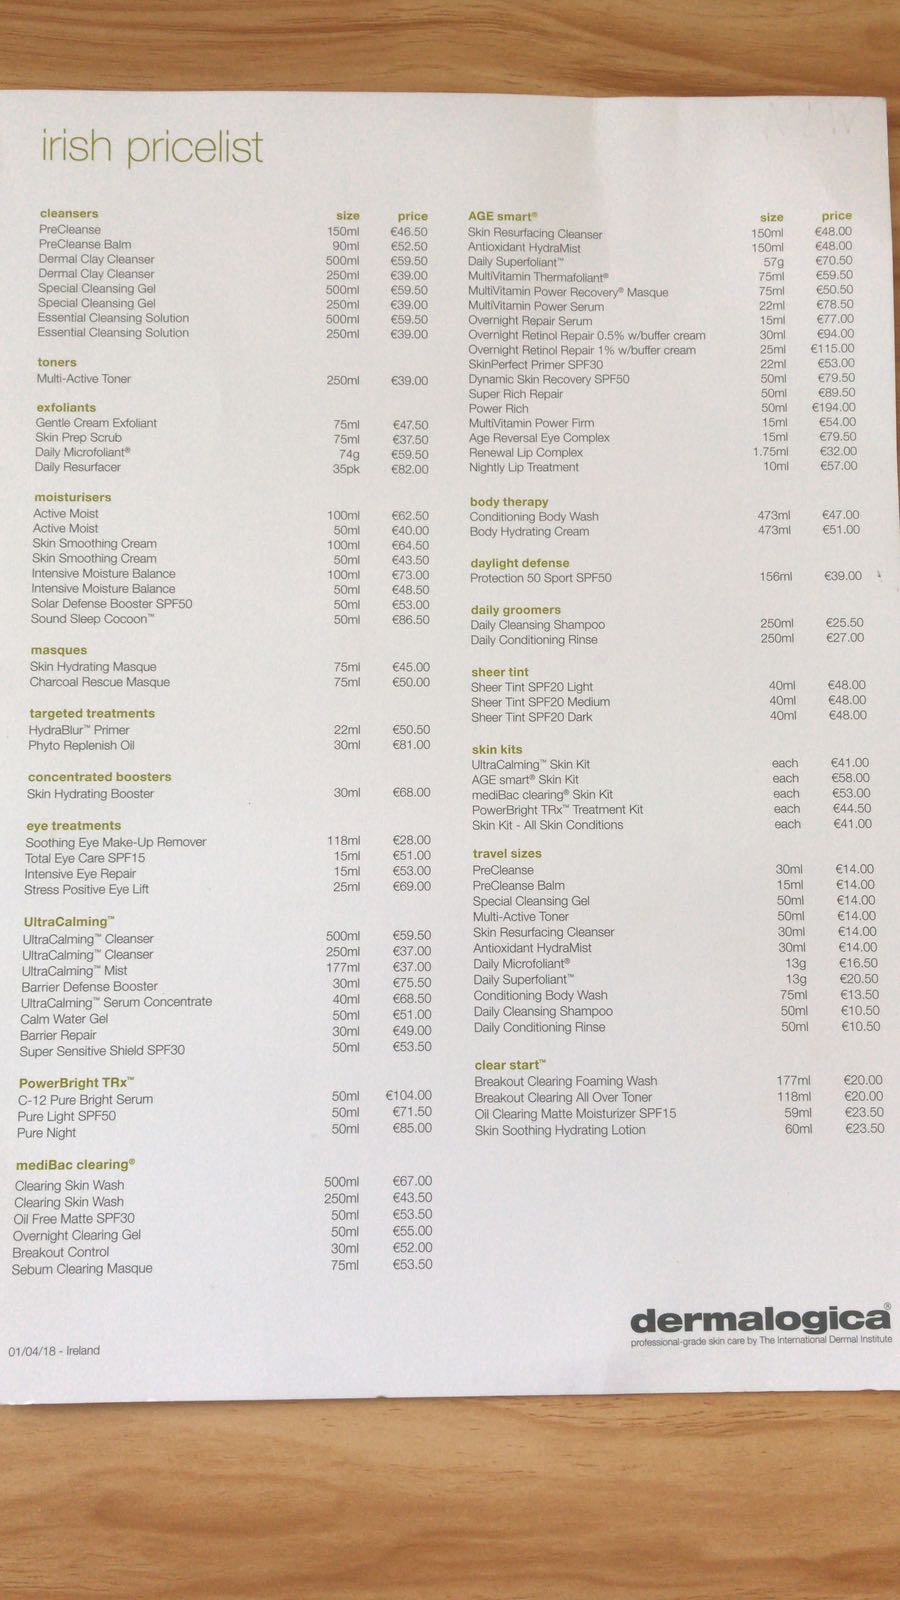 irish pricelist
cleansers size price
PreCleanse 150ml €46.50
PreCleanse Balm 90ml €52.50
Dermal Clay Cleanser 500ml €59.50
Dermal Clay Cleanser 250ml €39.00
Special Cleansing Gel 500ml €59.50
Special Cleansing Gel 250ml €39.00
Essential Cleansing Solution 500ml €59.50
Essential Cleansing Solution 250ml €39.00
toners
Multi-Active Toner 250ml €39.00
exfoliants
Gentle Cream Exfoliant 75ml €47.50
Skin Prep Scrub 75ml €37.50
Daily Microfoliant® 74g €59.50
Daily Resurfacer 35pk €82.00
moisturisers
Active Moist 100ml €62.50
Active Moist 50ml €40.00
Skin Smoothing Cream 100ml €64.50
Skin Smoothing Cream 50ml €43.50
Intensive Moisture Balance 100ml €73.00
Intensive Moisture Balance 50ml €48.50
Solar Defense Booster SPF50 50ml €53.00
Sound Sleep Cocoon™ 50ml €86.50
masques
Skin Hydrating Masque 75ml €45.00
Charcoal Rescue Masque 75ml €50.00
targeted treatments
HydraBlur™ Primer 22ml €50.50
Phyto Replenish Oil 30ml €81.00
concentrated boosters
Skin Hydrating Booster 30ml €68.00
eye treatments
Soothing Eye Make-Up Remover 118ml €28.00
Total Eye Care SPF15 15ml €51.00
Intensive Eye Repair 15ml €53.00
Stress Positive Eye Lift 25ml €69.00
UltraCalming™
UltraCalming™ Cleanser 500ml €59.50
UltraCalming™ Cleanser 250ml €37.00
UltraCalming™ Mist 177ml €37.00
Barrier Defense Booster 30ml €75.50
UltraCalming™ Serum Concentrate 40ml €68.50
Calm Water Gel 50ml €51.00
Barrier Repair 30ml €49.00
Super Sensitive Shield SPF30 50ml €53.50
PowerBright TRx™
C-12 Pure Bright Serum 50ml €104.00
Pure Light SPF50 50ml €71.50
Pure Night 50ml €85.00
mediBac clearing®
Clearing Skin Wash 500ml €67.00
Clearing Skin Wash 250ml €43.50
Oil Free Matte SPF30 50ml €53.50
Overnight Clearing Gel 50ml €55.00
Breakout Control 30ml €52.00
Sebum Clearing Masque 75ml €53.50
AGE smart® size price
Skin Resurfacing Cleanser 150ml €48.00
Antioxidant HydraMist 150ml €48.00
Daily Superfoliant™ 57g €70.50
MultiVitamin Thermafoliant® 75ml €59.50
MultiVitamin Power Recovery® Masque 75ml €50.50
MultiVitamin Power Serum 22ml €78.50
Overnight Repair Serum 15ml €77.00
Overnight Retinol Repair 0.5% w/buffer cream 30ml €94.00
Overnight Retinol Repair 1% w/buffer cream 25ml €115.00
SkinPerfect Primer SPF30 22ml €53.00
Dynamic Skin Recovery SPF50 50ml €79.50
Super Rich Repair 50ml €89.50
Power Rich 50ml €194.00
MultiVitamin Power Firm 15ml €54.00
Age Reversal Eye Complex 15ml €79.50
Renewal Lip Complex 1.75ml €32.00
Nightly Lip Treatment 10ml €57.00
body therapy
Conditioning Body Wash 473ml €47.00
Body Hydrating Cream 473ml €51.00
daylight defense
Protection 50 Sport SPF50 156ml €39.00
daily groomers
Daily Cleansing Shampoo 250ml €25.50
Daily Conditioning Rinse 250ml €27.00
sheer tint
Sheer Tint SPF20 Light 40ml €48.00
Sheer Tint SPF20 Medium 40ml €48.00
Sheer Tint SPF20 Dark 40ml €48.00
skin kits
UltraCalming™ Skin Kit each €41.00
AGE smart® Skin Kit each €58.00
mediBac clearing® Skin Kit each €53.00
PowerBright TRx™ Treatment Kit each €44.50
Skin Kit - All Skin Conditions each €41.00
travel sizes
PreCleanse 30ml €14.00
PreCleanse Balm 15ml €14.00
Special Cleansing Gel 50ml €14.00
Multi-Active Toner 50ml €14.00
Skin Resurfacing Cleanser 30ml €14.00
Antioxidant HydraMist 30ml €14.00
Daily Microfoliant® 13g €16.50
Daily Superfoliant™ 13g €20.50
Conditioning Body Wash 75ml €13.50
Daily Cleansing Shampoo 50ml €10.50
Daily Conditioning Rinse 50ml €10.50
clear start™
Breakout Clearing Foaming Wash 177ml €20.00
Breakout Clearing All Over Toner 118ml €20.00
Oil Clearing Matte Moisturizer SPF15 59ml €23.50
Skin Soothing Hydrating Lotion 60ml €23.50
dermalogica®
professional-grade skin care by The International Dermal Institute
01/04/18 - Ireland